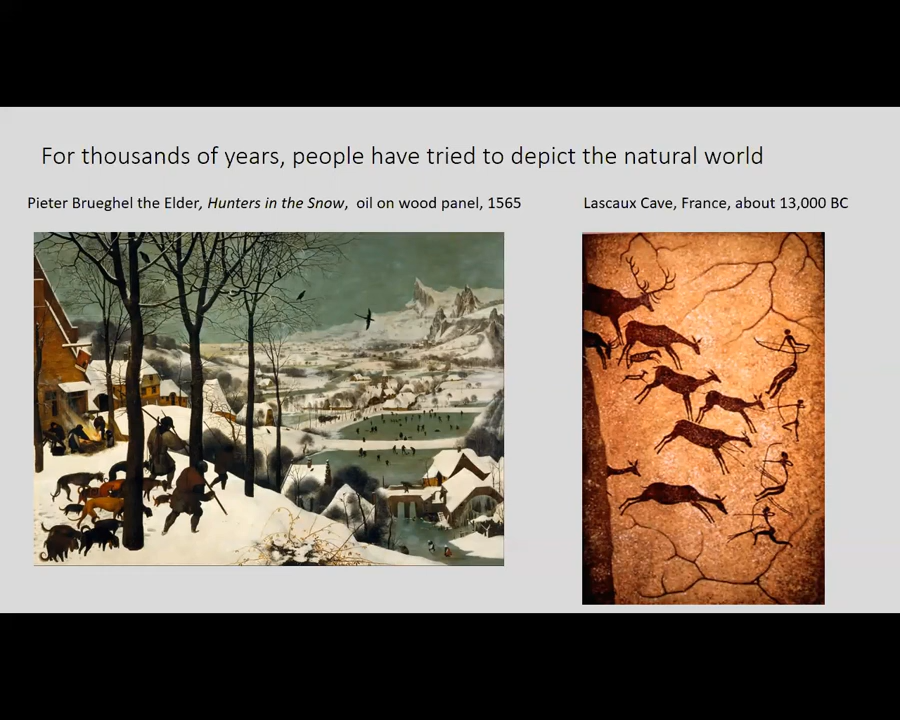 For thousands of years, people have tried to depict the natural world
Pieter Brueghel the Elder, Hunters in the Snow,  oil on wood panel, 1565
Lascaux Cave, France, about 13,000 BC